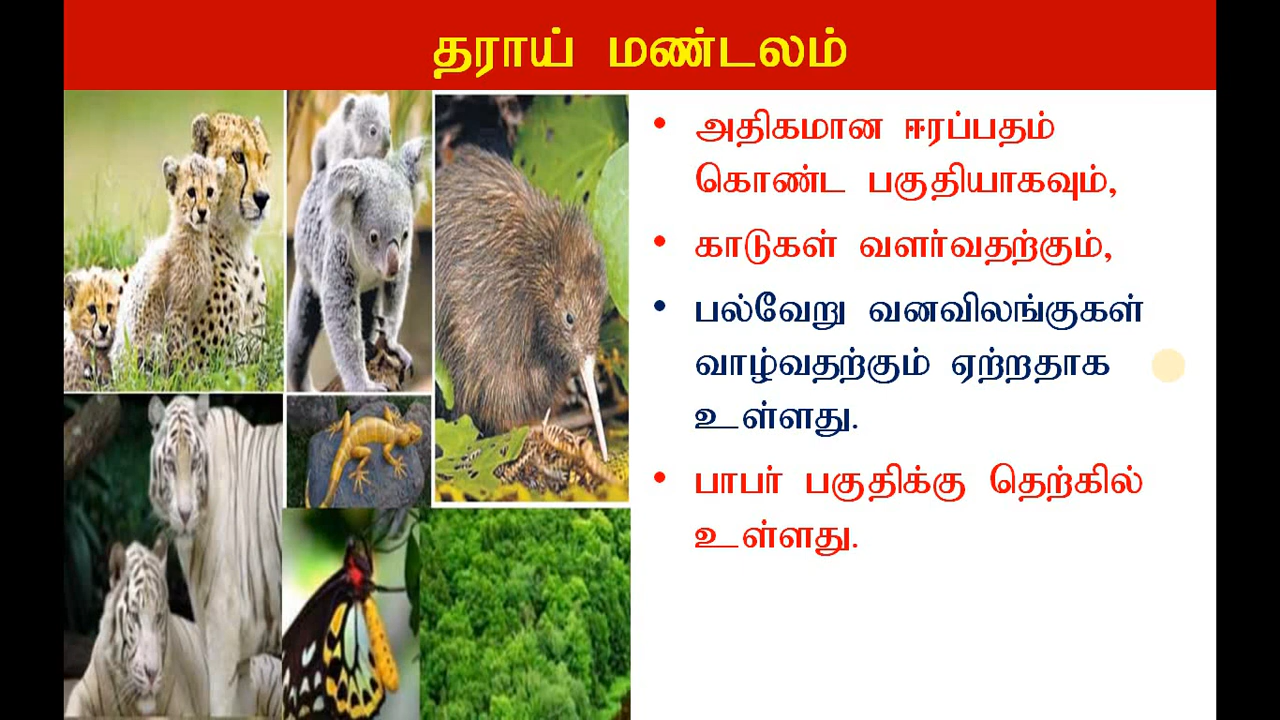 தராய் மண்டலம்
• அதிகமான ஈரப்பதம்
கொண்ட பகுதியாகவும்,
• காடுகள் வளர்வதற்கும்,
• பல்வேறு வனவிலங்குகள்
வாழ்வதற்கும் ஏற்றதாக
உள்ளது.
• பாபர் பகுதிக்கு தெற்கில்
உள்ளது.